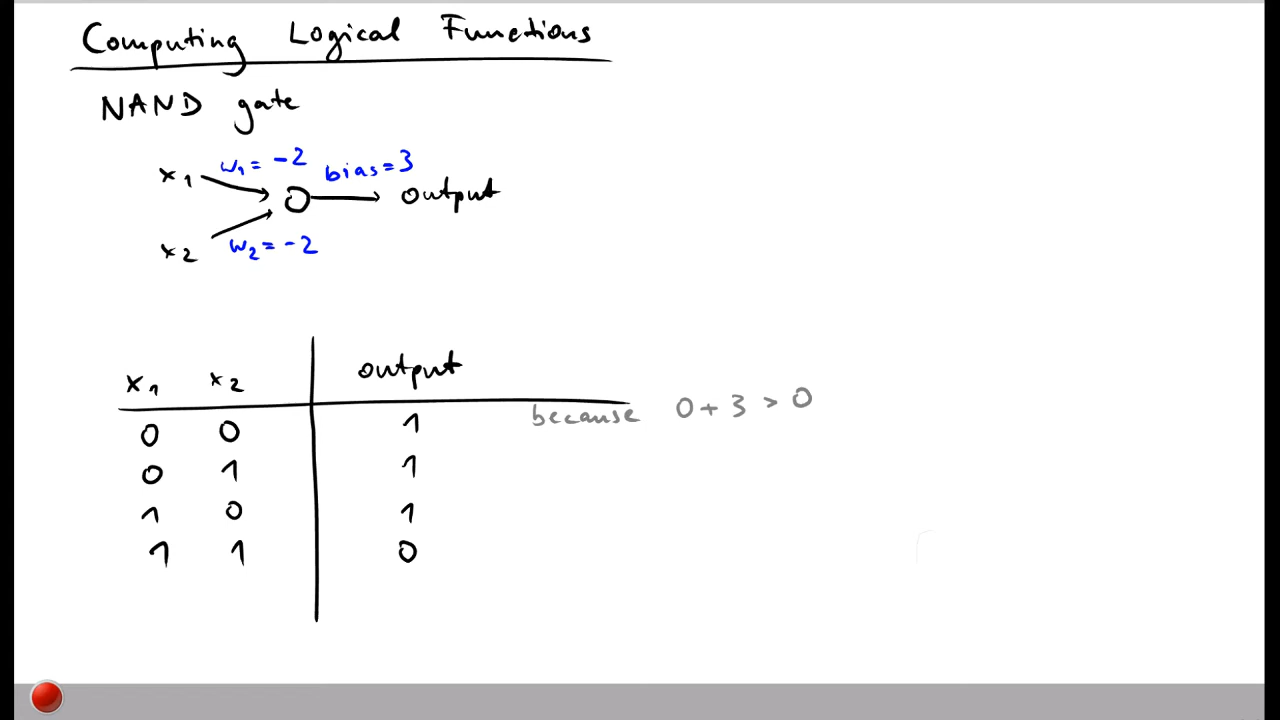 Computing Logical Functions
NAND gate
x1 w1 = -2 bias = 3
output
x2 w2 = -2
x1 x2 output
0 0 1 because 0 + 3 > 0
0 1 1
1 0 1
1 1 0